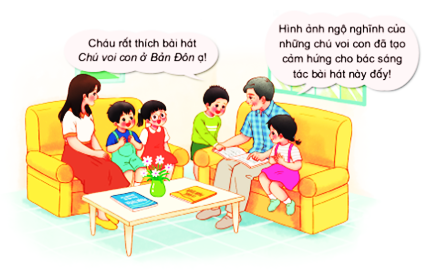 Cháu rất thích bài hát
Chú voi con ở Bản Đôn ạ!
Hình ảnh ngộ nghĩnh của
những chú voi con đã tạo
cảm hứng cho bác sáng
tác bài hát này đấy!